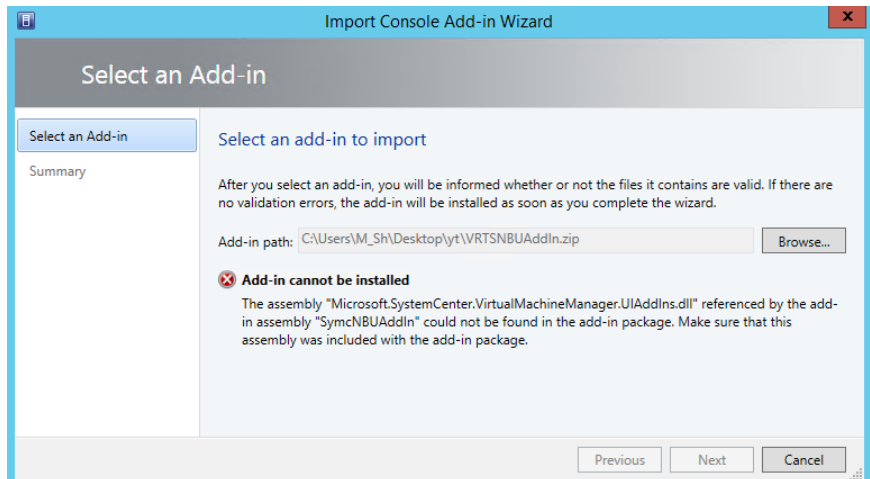 Import Console Add-in Wizard
x
Select an Add-in
Select an Add-in
Summary
Select an add-in to import
After you select an add-in, you will be informed whether or not the files it contains are valid. If there are
no validation errors, the add-in will be installed as soon as you complete the wizard.
Add-in path: C:\Users\M_Sh\Desktop\yt\VRTSNBUAddIn.zip Browse...
Add-in cannot be installed
The assembly "Microsoft.SystemCenter.VirtualMachineManager.UIAddIns.dll" referenced by the add-
in assembly "SymcNBUAddIn" could not be found in the add-in package. Make sure that this
assembly was included with the add-in package.
Previous Next Cancel